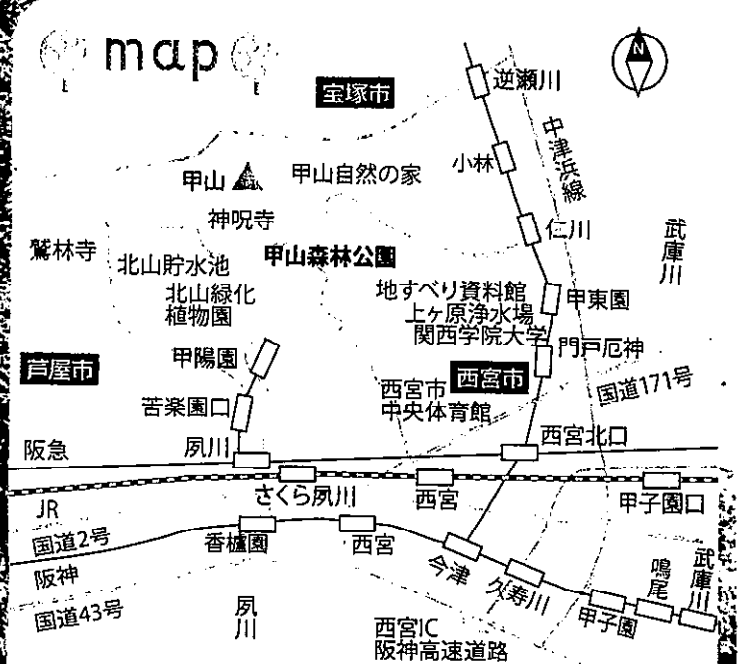 map
N
宝塚市
逆瀬川
中津浜線
小林
甲山
甲山自然の家
神呪寺
仁川
武庫川
鷲林寺
北山貯水池
甲山森林公園
北山緑化
植物園
地すべり資料館
上ヶ原浄水場
関西学院大学
甲東園
甲陽園
門戸厄神
芦屋市
西宮市
西宮市
中央体育館
国道171号
苦楽園口
阪急
夙川
西宮北口
さくら夙川
西宮
甲子園口
JR
国道2号
香櫨園
西宮
今津
久寿川
甲子園
鳴尾
武庫川
阪神
国道43号
夙川
西宮IC
阪神高速道路